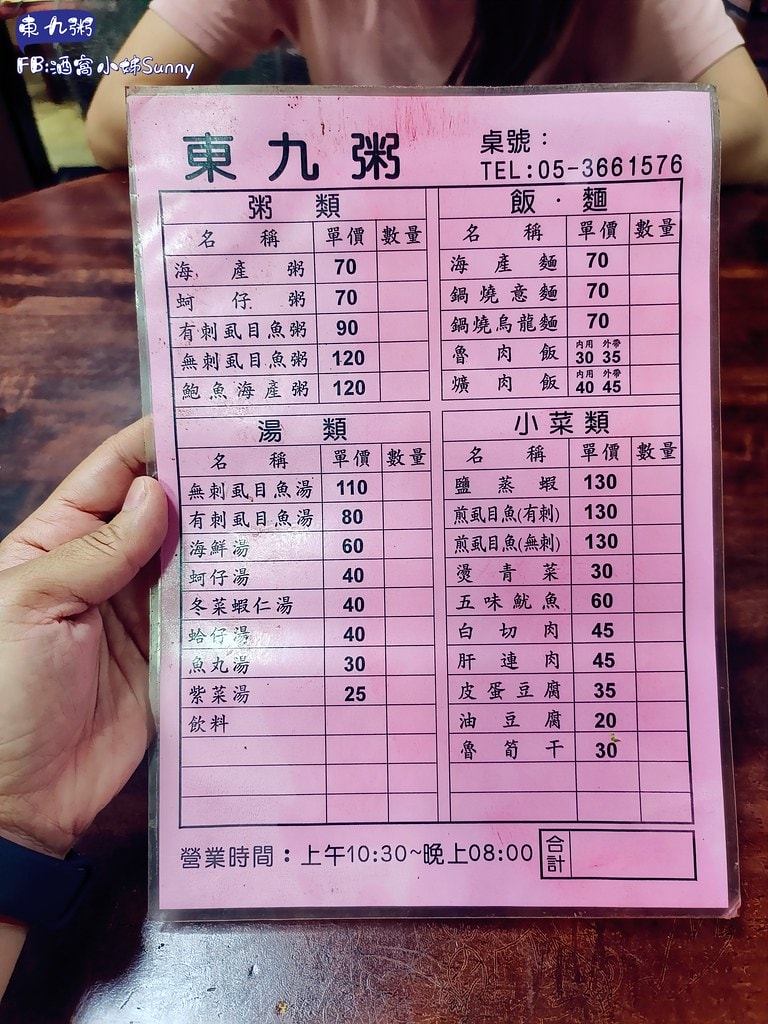 東九粥
FB:酒窩小姊Sunny
東九粥
桌號：
TEL:05-3661576
粥類
名稱 單價 數量
海產粥 70
蚵仔粥 70
有刺虱目魚粥 90
無刺虱目魚粥 120
鮑魚海產粥 120
飯．麵
名稱 單價 數量
海產麵 70
鍋燒意麵 70
鍋燒烏龍麵 70
魯肉飯 內用30 外帶35
爌肉飯 內用40 外帶45
湯類
名稱 單價 數量
無刺虱目魚湯 110
有刺虱目魚湯 80
海鮮湯 60
蚵仔湯 40
冬菜蝦仁湯 40
蛤仔湯 40
魚丸湯 30
紫菜湯 25
飲料
小菜類
名稱 單價 數量
鹽蒸蝦 130
煎虱目魚(有刺) 130
煎虱目魚(無刺) 130
燙青菜 30
五味魷魚 60
白切肉 45
肝連肉 45
皮蛋豆腐 35
油豆腐 20
魯筍干 30
營業時間：上午10:30~晚上08:00
合計